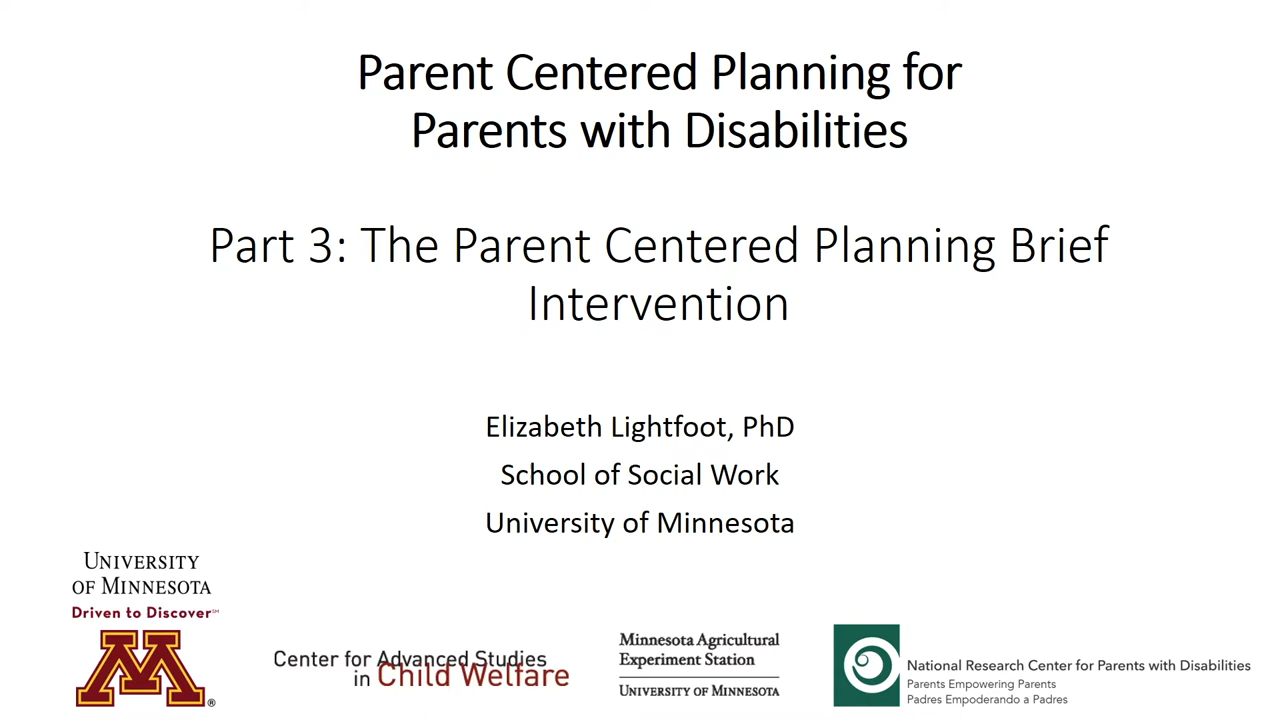 Parent Centered Planning for
Parents with Disabilities
Part 3: The Parent Centered Planning Brief
Intervention
Elizabeth Lightfoot, PhD
School of Social Work
University of Minnesota
UNIVERSITY
OF MINNESOTA
Driven to Discover℠
M®
Center for Advanced Studies
in Child Welfare
Minnesota Agricultural
Experiment Station
UNIVERSITY OF MINNESOTA
National Research Center for Parents with Disabilities
Parents Empowering Parents
Padres Empoderando a Padres